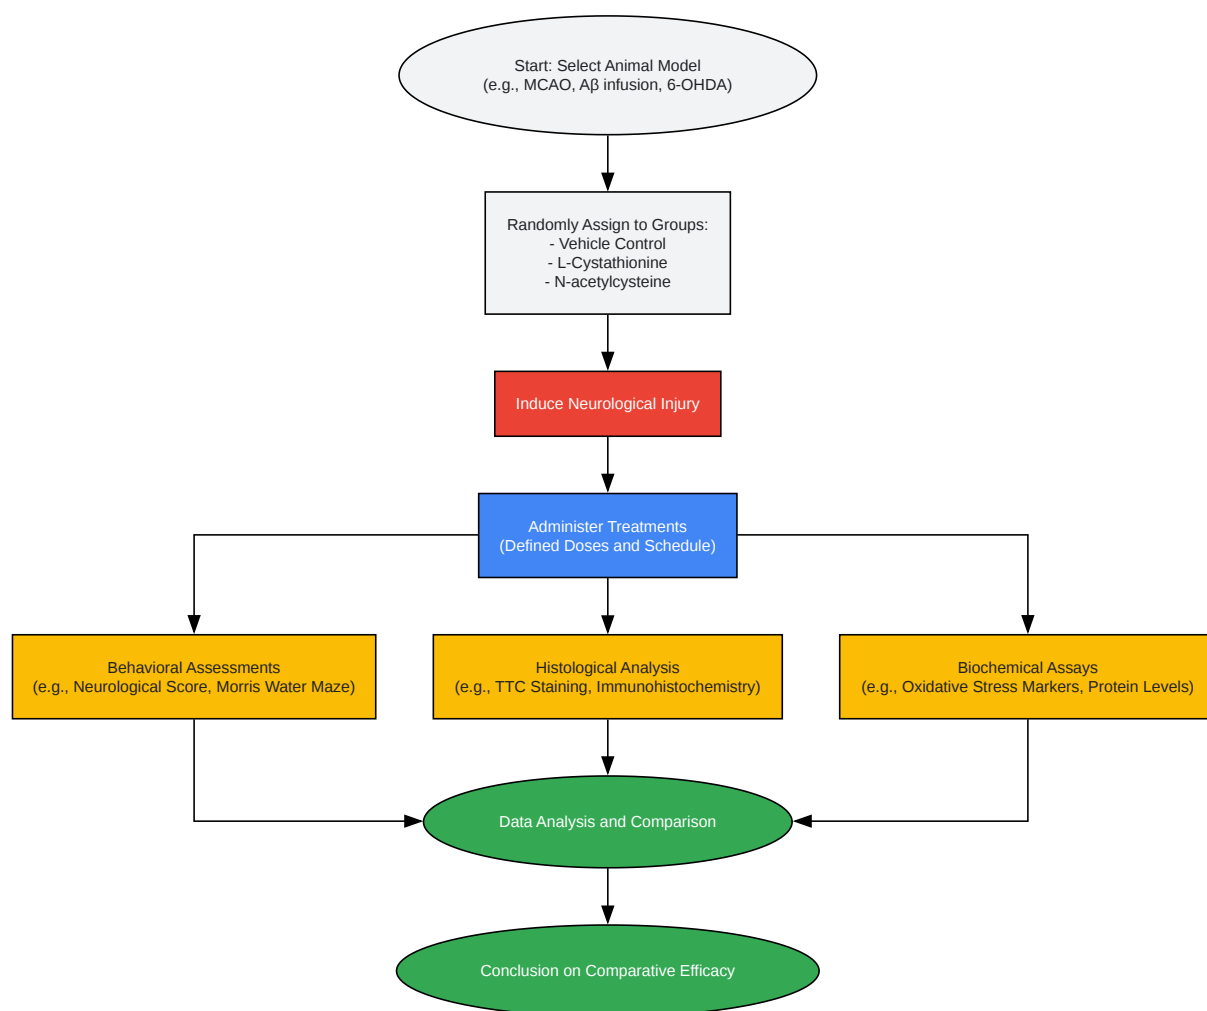 Start: Select Animal Model
(e.g., MCAO, Aβ infusion, 6-OHDA)
Randomly Assign to Groups:
- Vehicle Control
- L-Cystathionine
- N-acetylcysteine
Induce Neurological Injury
Administer Treatments
(Defined Doses and Schedule)
Behavioral Assessments
(e.g., Neurological Score, Morris Water Maze)
Histological Analysis
(e.g., TTC Staining, Immunohistochemistry)
Biochemical Assays
(e.g., Oxidative Stress Markers, Protein Levels)
Data Analysis and Comparison
Conclusion on Comparative Efficacy